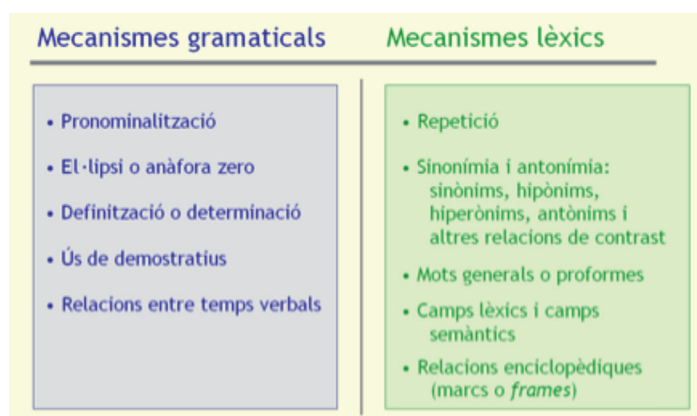 Mecanismes gramaticals
• Pronominalització
• El·lipsi o anàfora zero
• Definització o determinació
• Ús de demostratius
• Relacions entre temps verbals
Mecanismes lèxics
• Repetició
• Sinonímia i antonímia:
sinònims, hipònims,
hiperònims, antònims i
altres relacions de contrast
• Mots generals o proformes
• Camps lèxics i camps
semàntics
• Relacions enciclopèdiques
(marcs o frames)